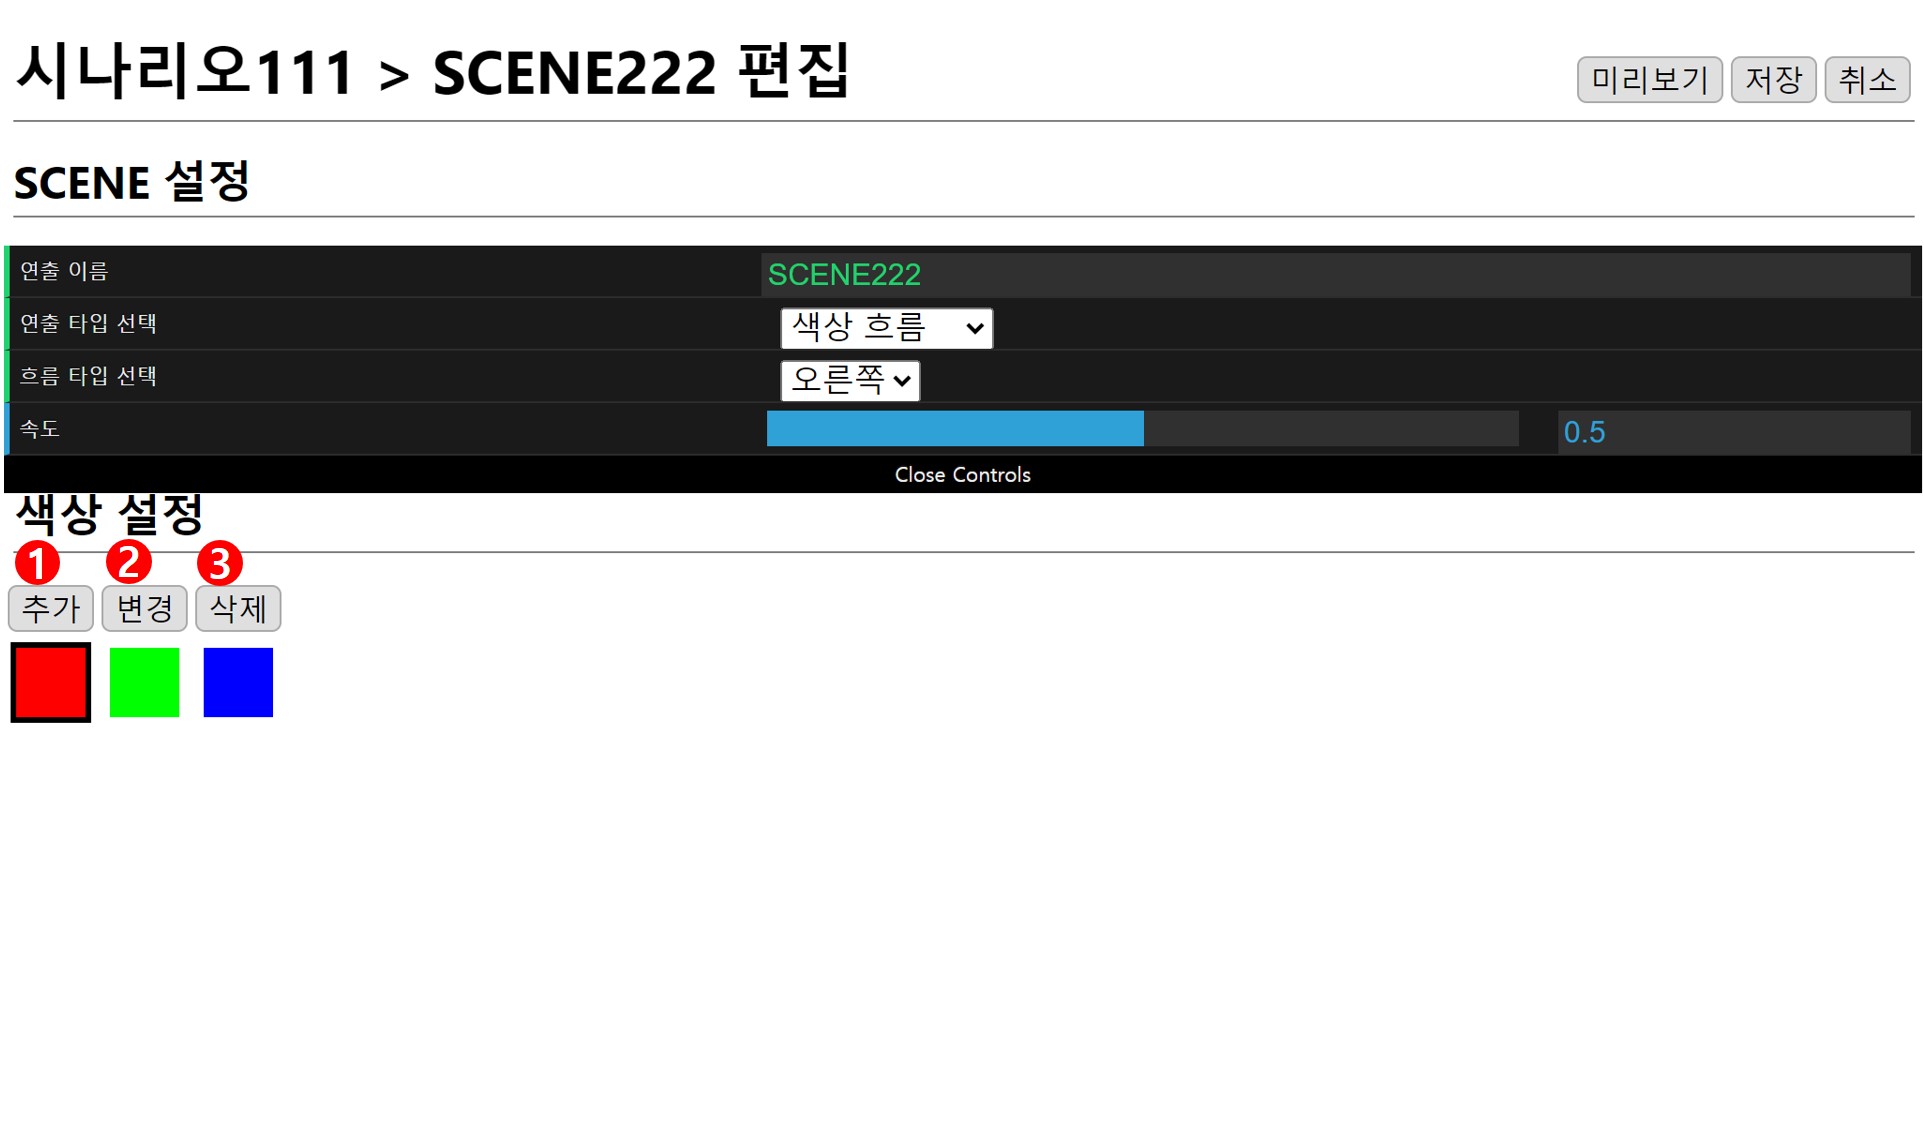 시나리오111 > SCENE222 편집
미리보기 저장 취소
SCENE 설정
연출 이름 SCENE222
연출 타입 선택 색상 흐름
흐름 타입 선택 오른쪽
속도 0.5
Close Controls
색상 설정
1 2 3
추가 변경 삭제